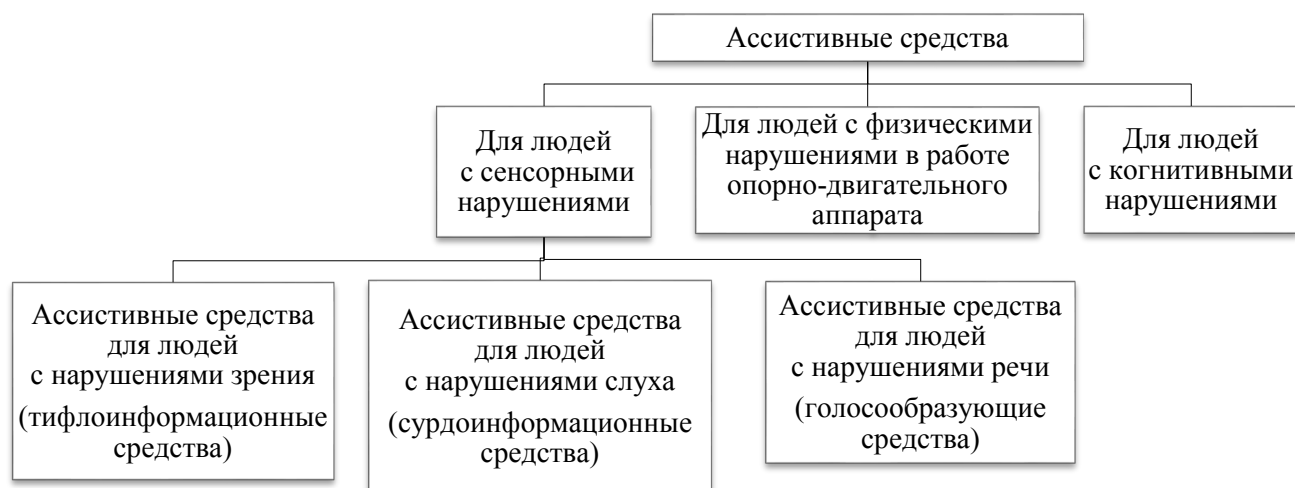 Ассистивные средства
Для людей
с сенсорными
нарушениями
Для людей с физическими
нарушениями в работе
опорно-двигательного
аппарата
Для людей
с когнитивными
нарушениями
Ассистивные средства
для людей
с нарушениями зрения
(тифлоинформационные
средства)
Ассистивные средства
для людей
с нарушениями слуха
(сурдоинформационные
средства)
Ассистивные средства
для людей
с нарушениями речи
(голосообразующие
средства)